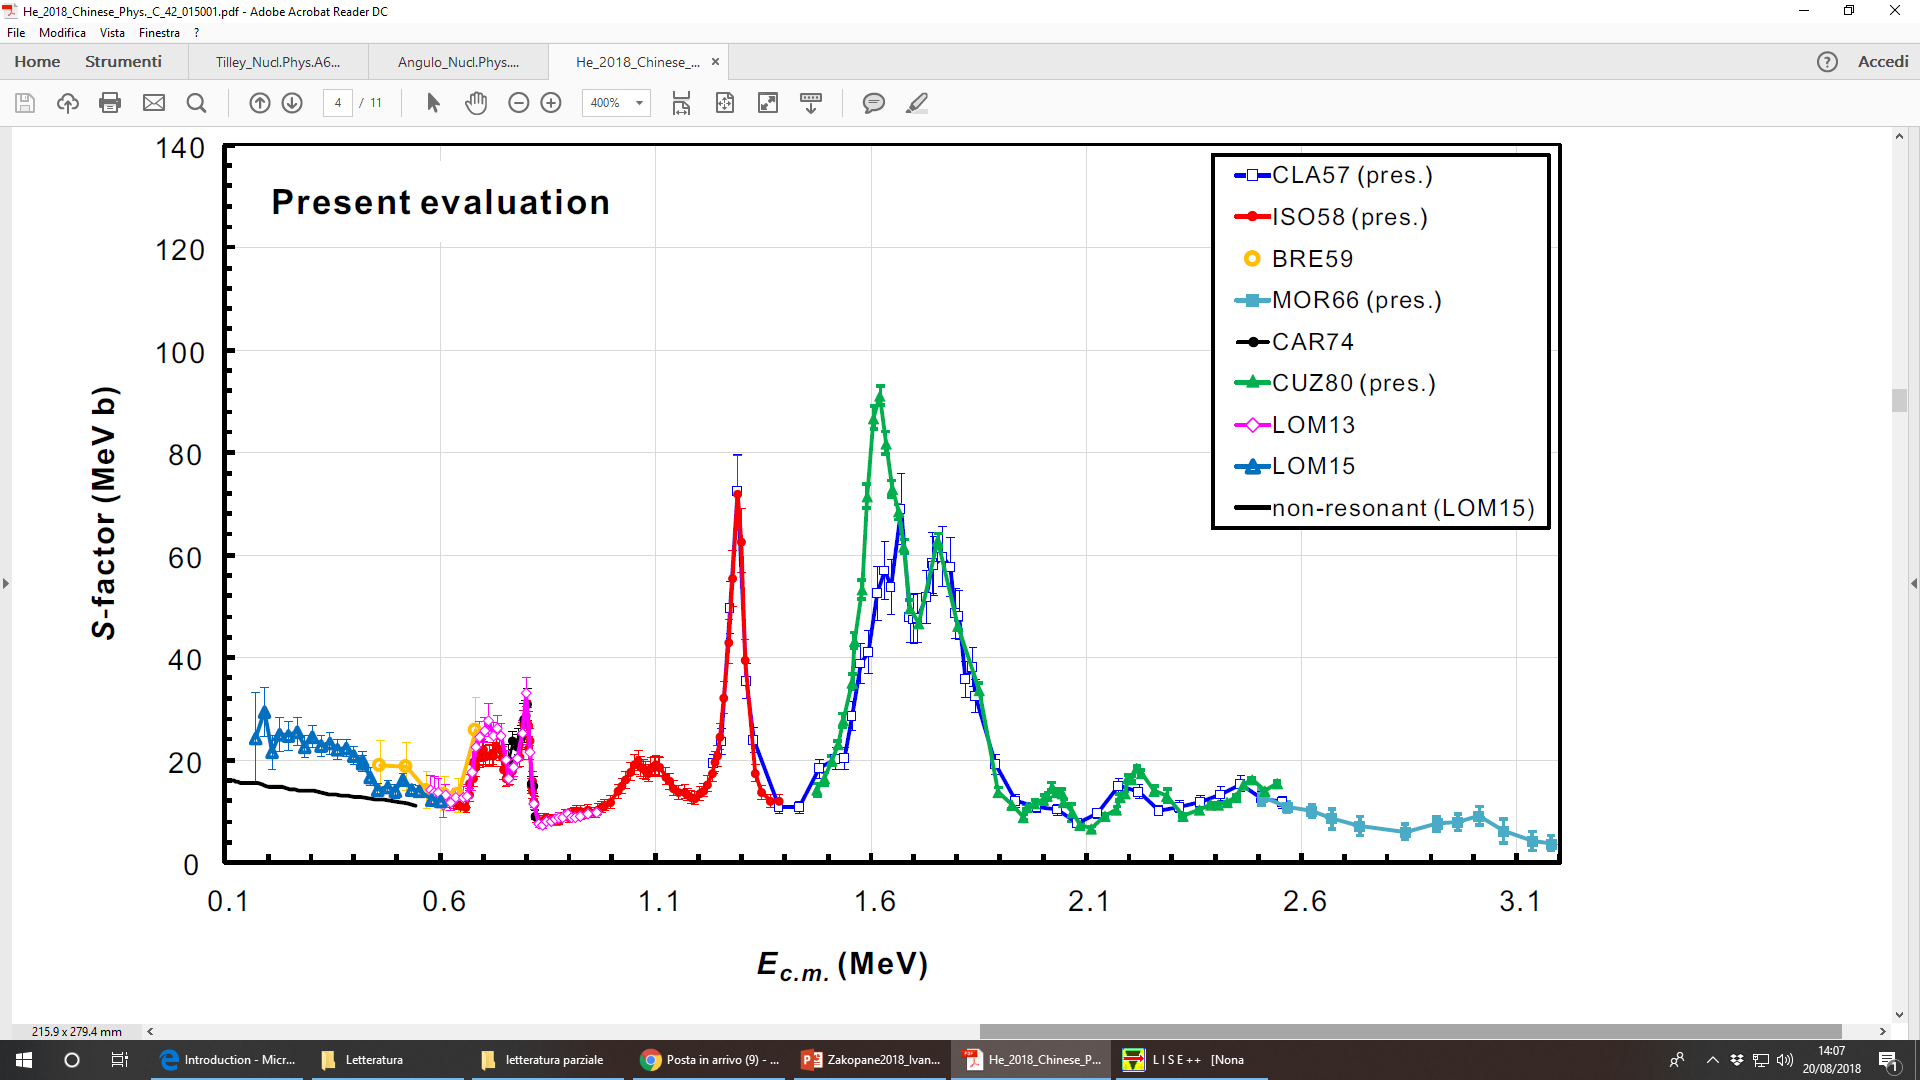 He_2018_Chinese_Phys._C_42_015001.pdf - Adobe Acrobat Reader DC
File Modifica Vista Finestra ?
Home Strumenti Tilley_Nucl.Phys.A6... Angulo_Nucl.Phys.... He_2018_Chinese_... × ? Accedi
4 / 11 400%
140
120
100
80
60
40
20
0
S-factor (MeV b)
Present evaluation
CLA57 (pres.)
ISO58 (pres.)
BRE59
MOR66 (pres.)
CAR74
CUZ80 (pres.)
LOM13
LOM15
non-resonant (LOM15)
0.1 0.6 1.1 1.6 2.1 2.6 3.1
E c.m. (MeV)
215.9 x 279.4 mm
Introduction - Micr... Letteratura letteratura parziale Posta in arrivo (9) - ... Zakopane2018_Ivan... He_2018_Chinese_P... L I S E ++ [Nona
14:07
20/08/2018
1